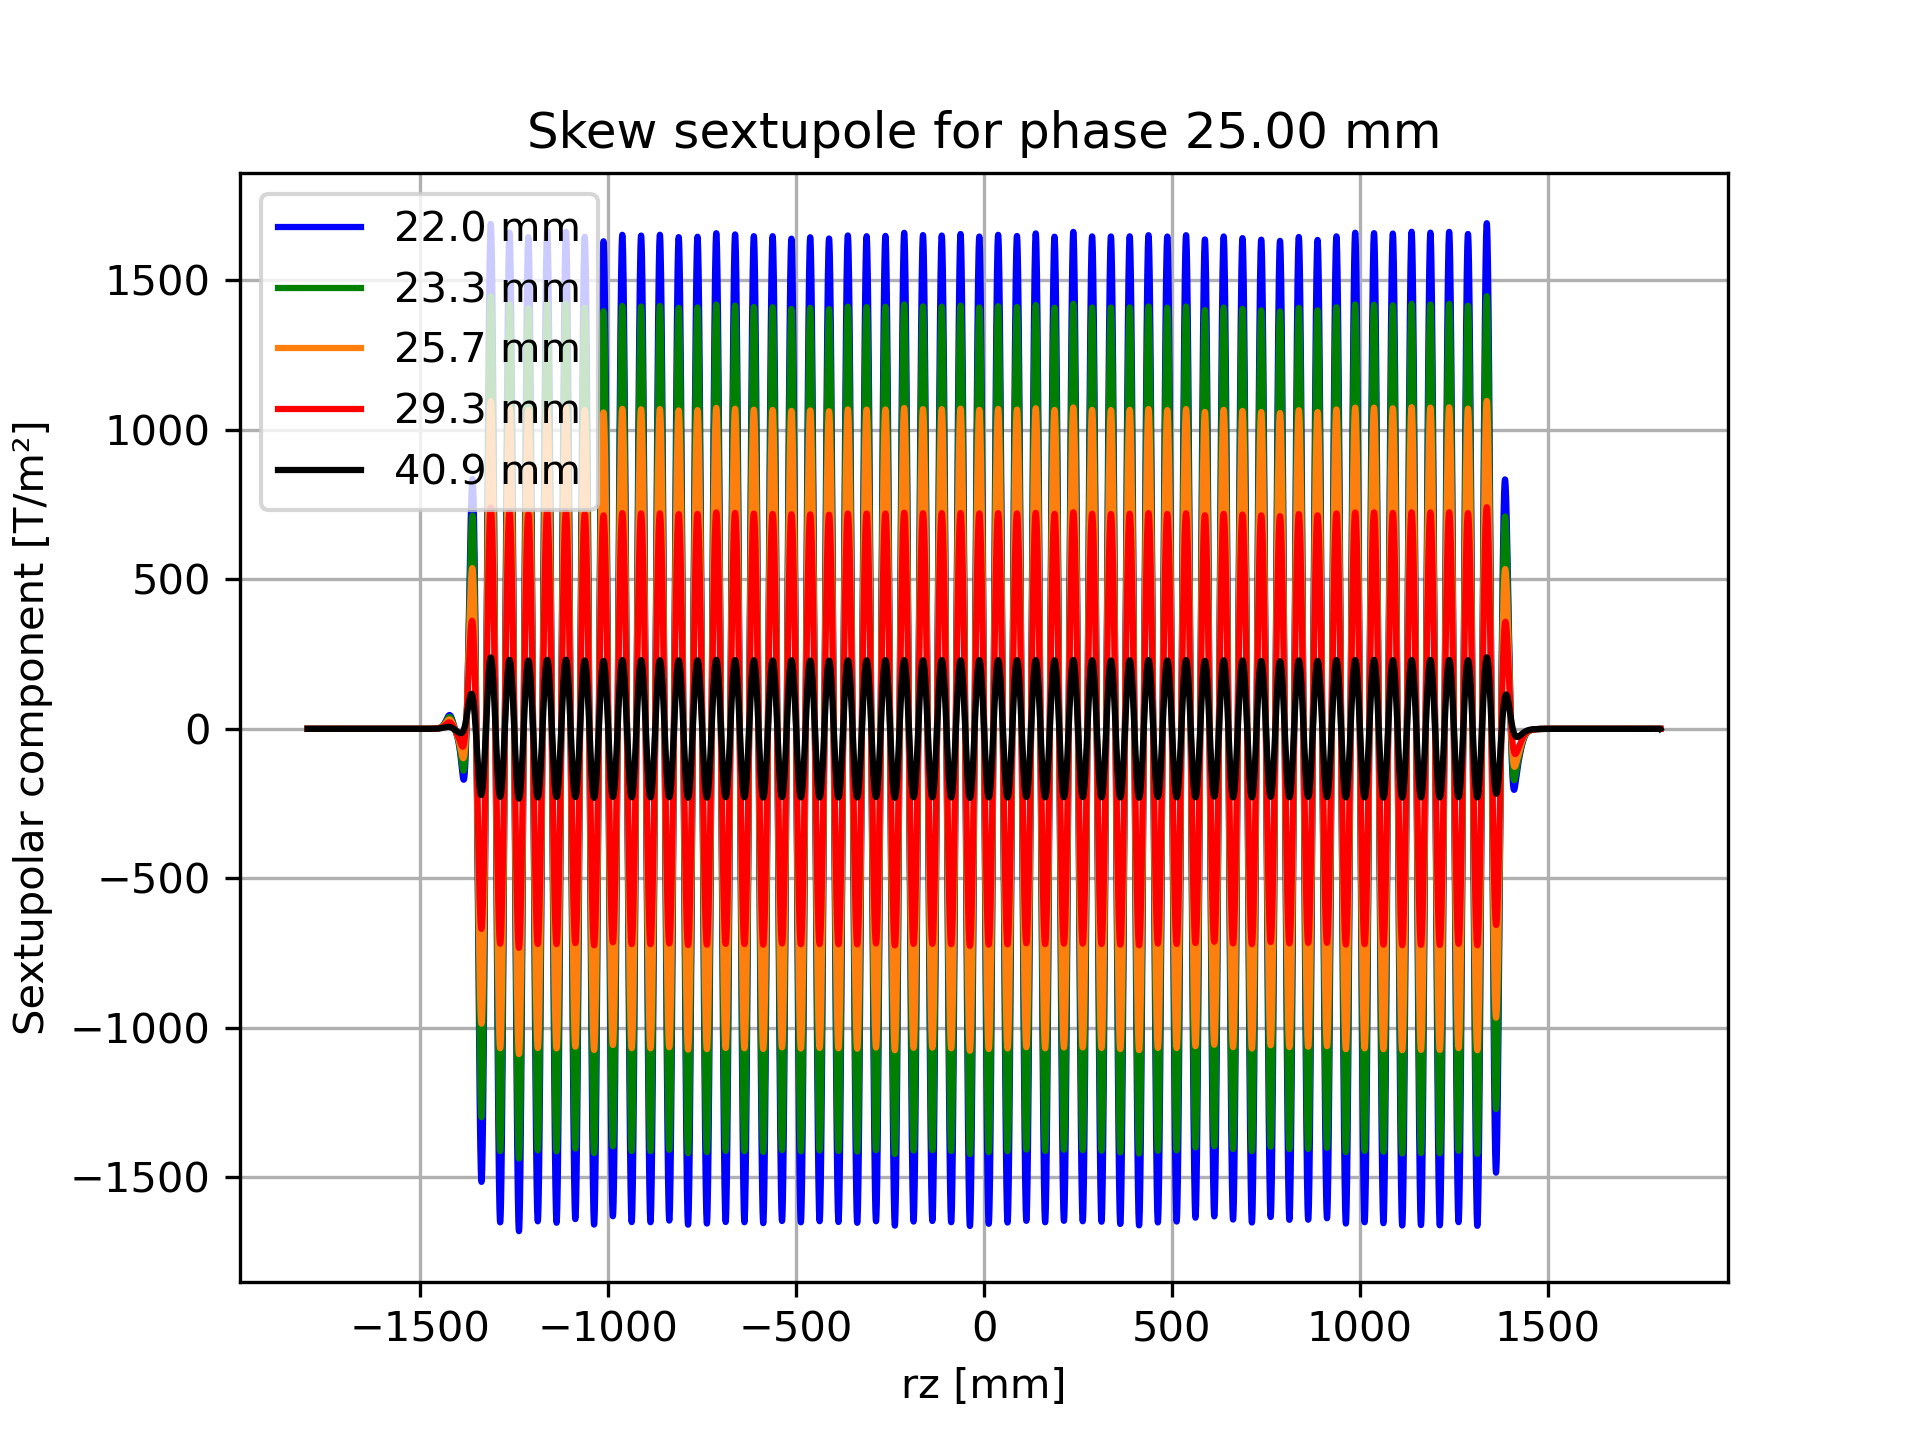 Skew sextupole for phase 25.00 mm
22.0 mm
23.3 mm
25.7 mm
29.3 mm
40.9 mm
Sextupolar component [T/m²]
1500
1000
500
0
−500
−1000
−1500
−1500 −1000 −500 0 500 1000 1500
rz [mm]